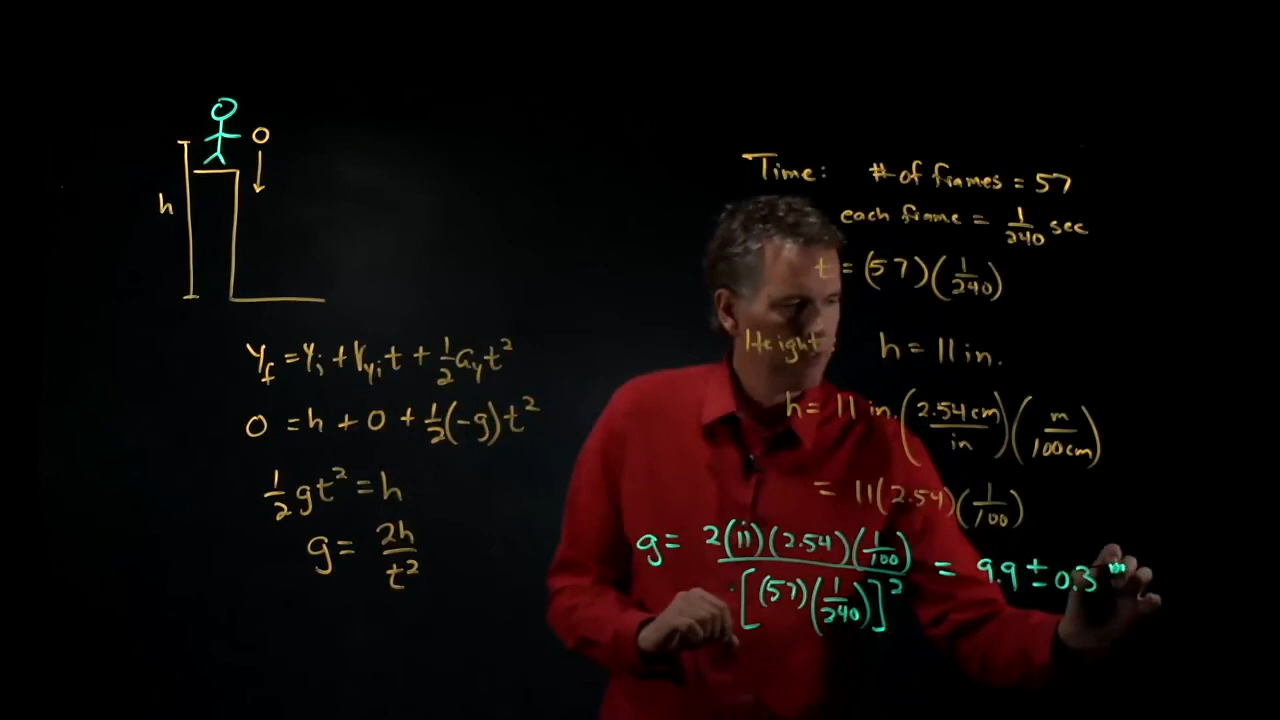 h
y_f = y_i + v_yi t + 1/2 a_y t²
0 = h + 0 + 1/2 (-g) t²
1/2 g t² = h
g = 2h/t²
Time: # of frames = 57
each frame = 1/240 sec
t = (57)(1/240)
Height: h = 11 in.
h = 11 in. (2.54 cm/in)(m/100 cm)
= 11(2.54)(1/100)
g = 2(11)(2.54)(1/100)/[(57)(1/240)]² = 9.9 ± 0.3 m